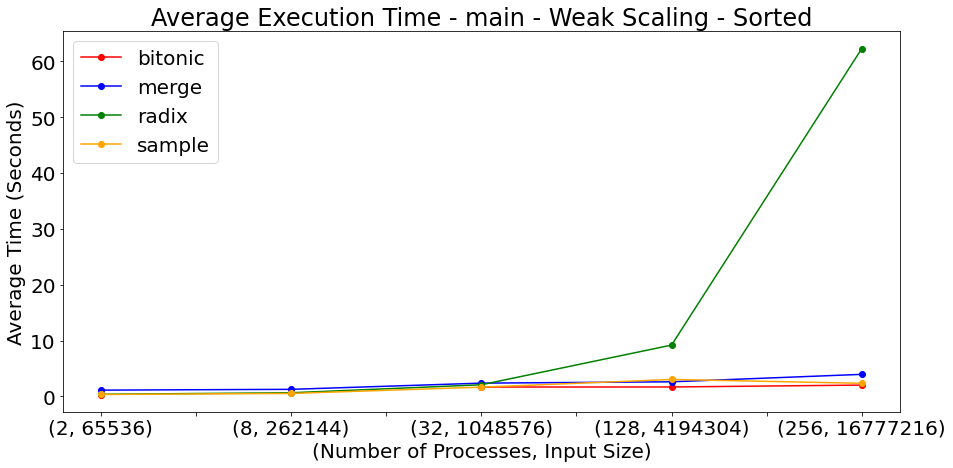 Average Execution Time - main - Weak Scaling - Sorted
bitonic
merge
radix
sample
Average Time (Seconds)
60
50
40
30
20
10
0
(2, 65536)
(8, 262144)
(32, 1048576)
(128, 4194304)
(256, 16777216)
(Number of Processes, Input Size)